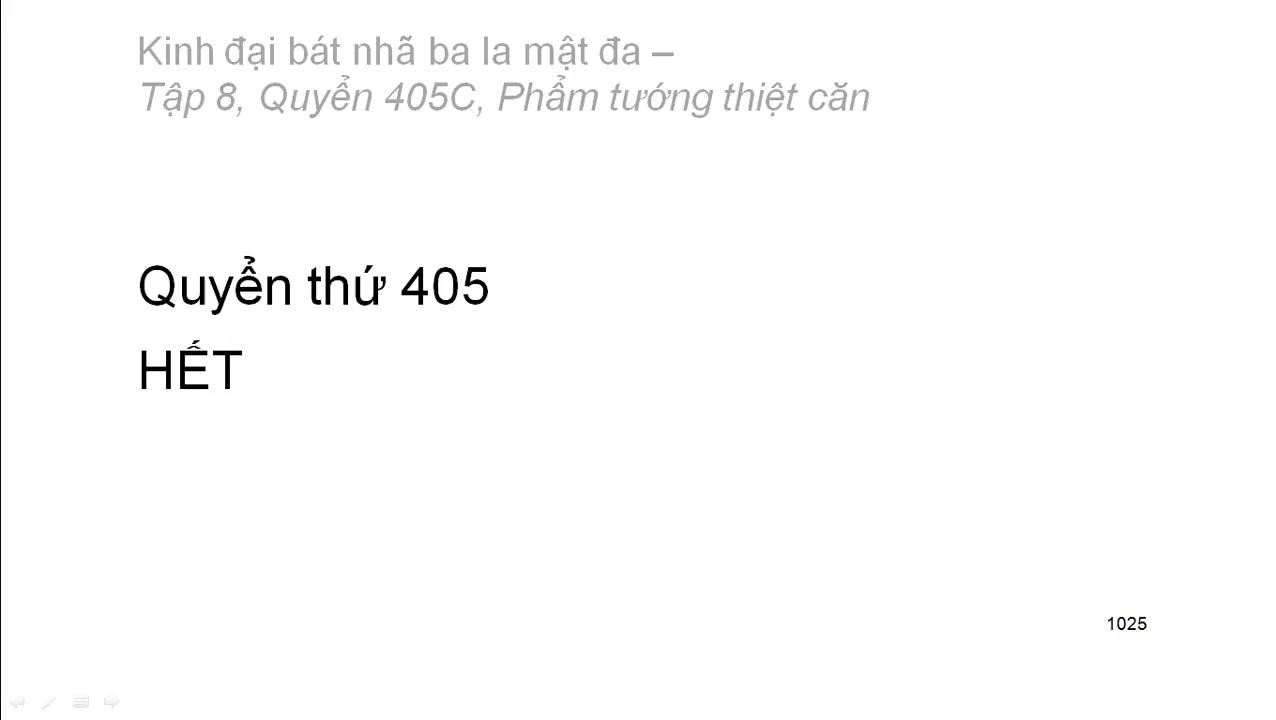 Kinh đại bát nhã ba la mật đa –
Tập 8, Quyển 405C, Phẩm tướng thiệt căn
Quyển thứ 405
HẾT
1025